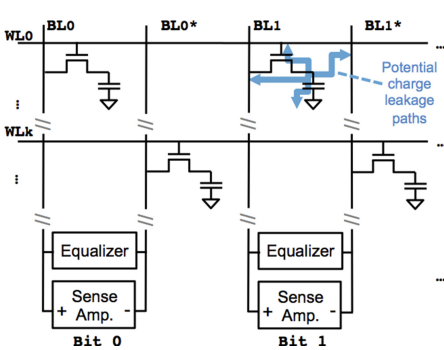 BL0 BL0* BL1 BL1*
WL0
...
Potential
charge
leakage
paths
...
WLk
...
...
Equalizer Equalizer
...
Sense Sense
+ Amp. - + Amp. -
Bit 0 Bit 1